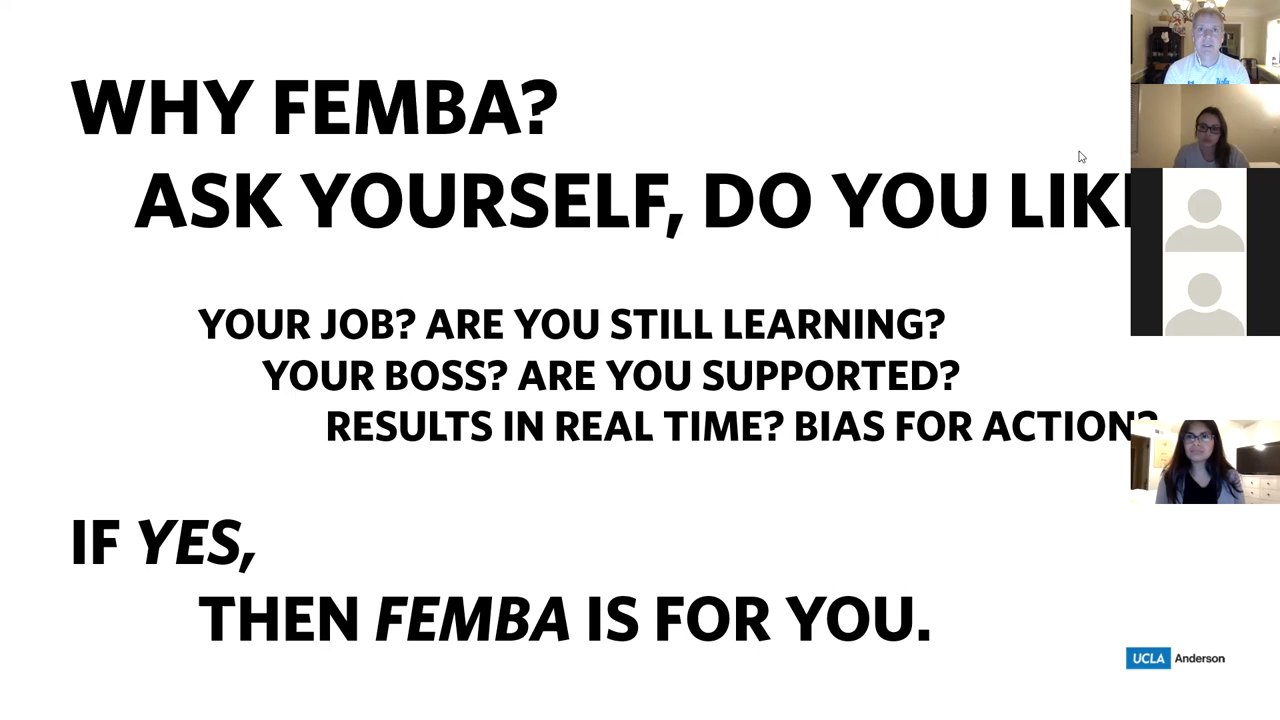 WHY FEMBA?
ASK YOURSELF, DO YOU
YOUR JOB? ARE YOU STILL LEARNING?
YOUR BOSS? ARE YOU SUPPORTED?
RESULTS IN REAL TIME? BIAS FOR ACTION?
IF YES,
THEN FEMBA IS FOR YOU.
UCLA Anderson